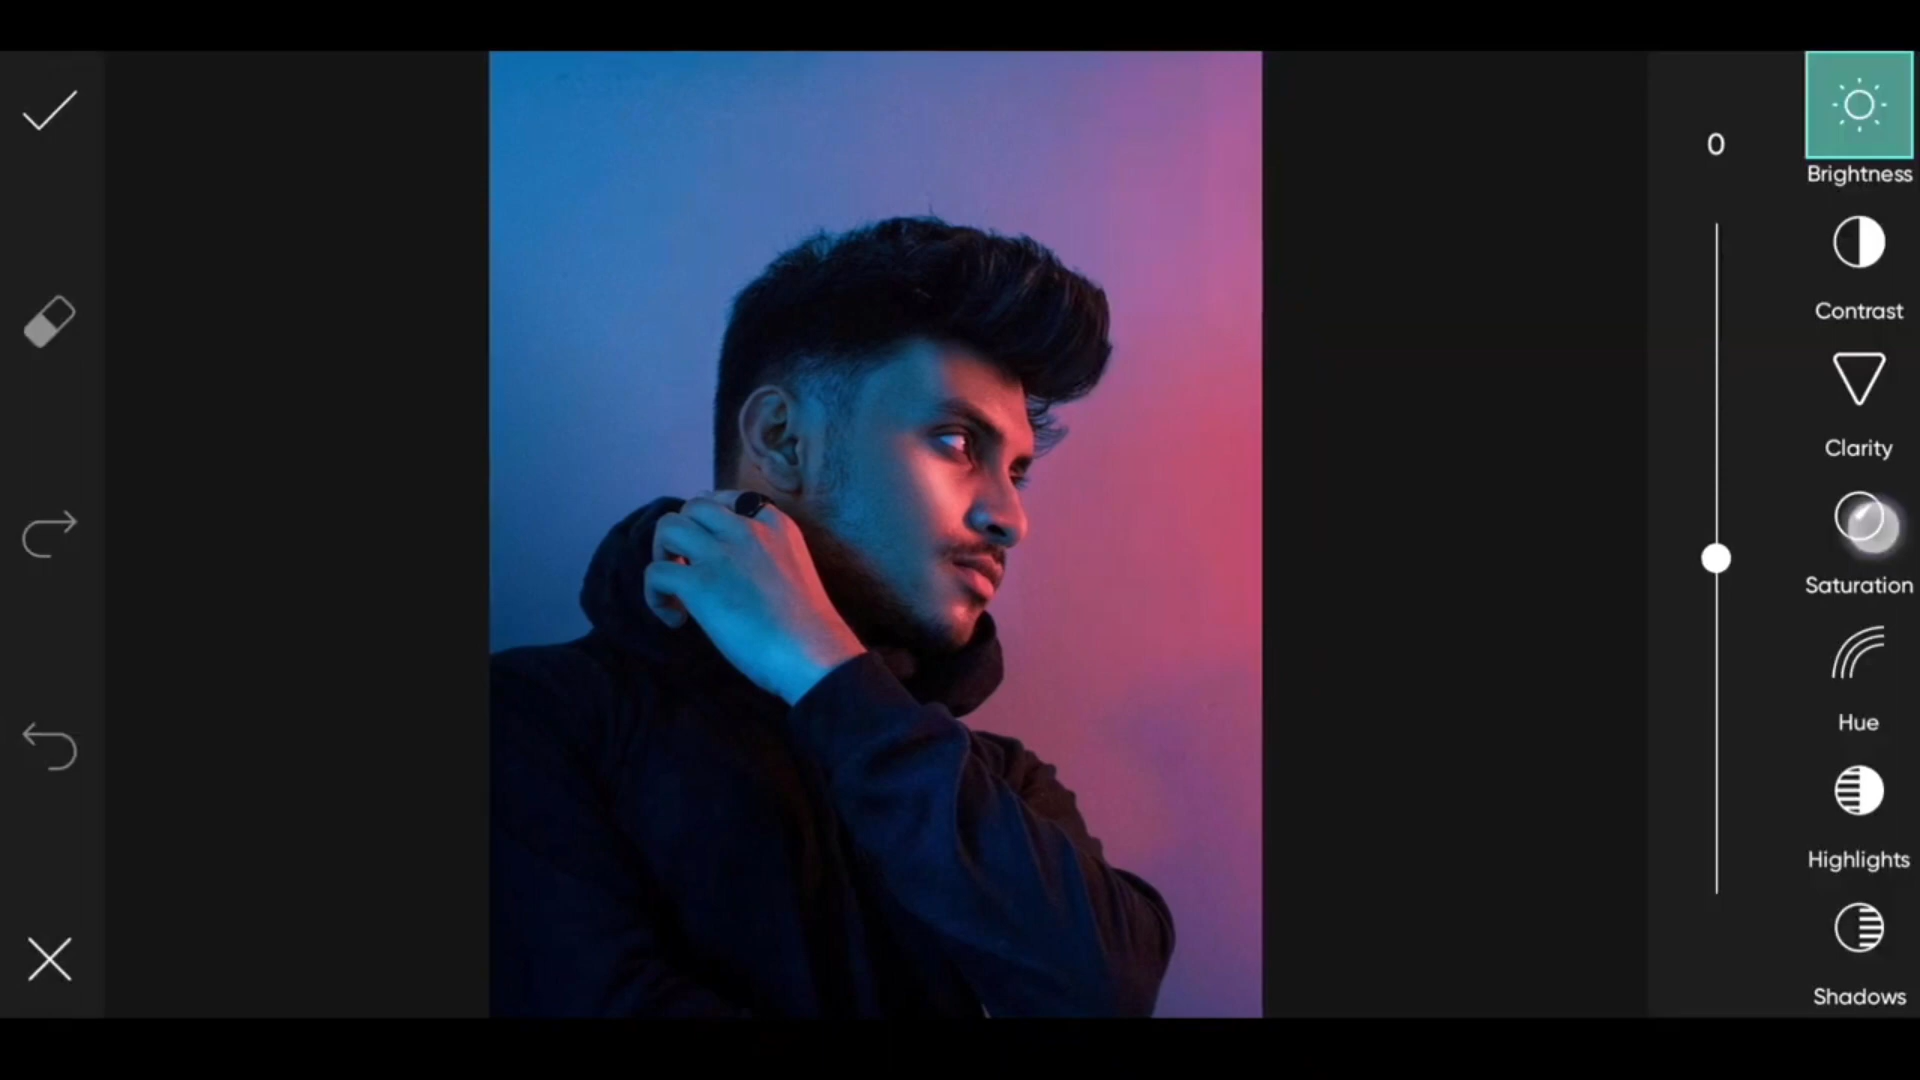 0
Brightness
Contrast
Clarity
Saturation
Hue
Highlights
Shadows